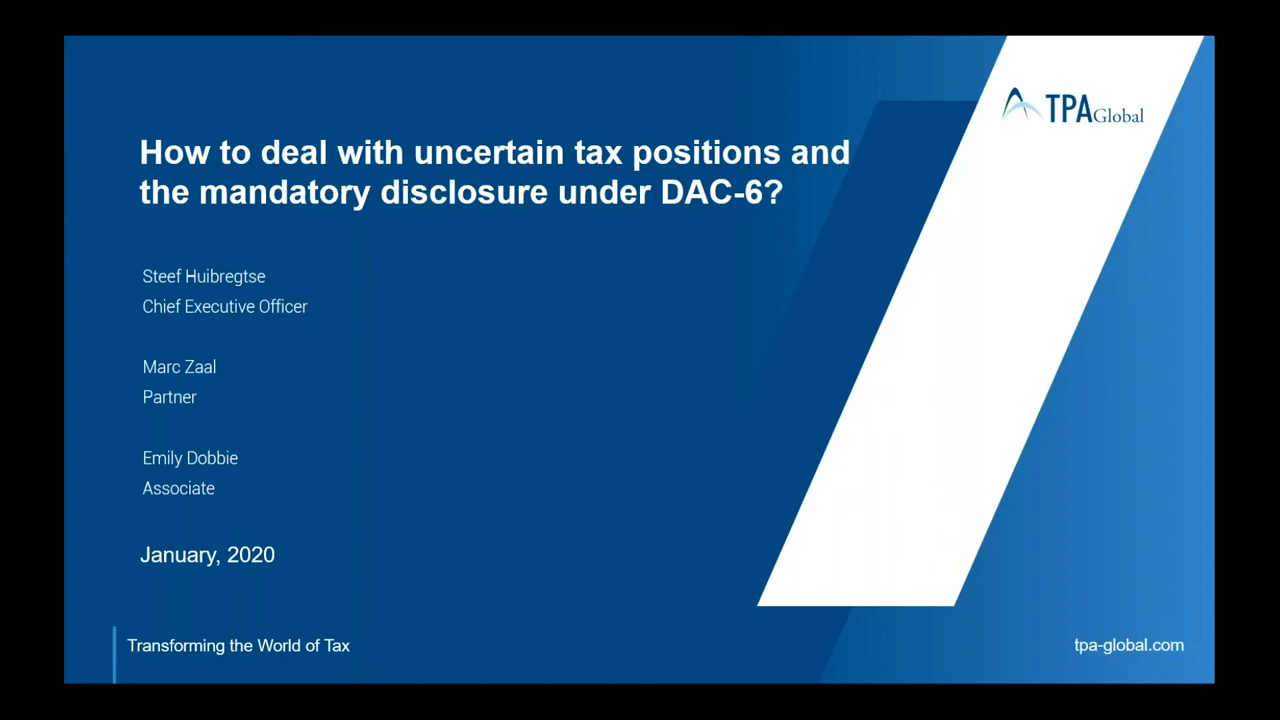 TPA Global
How to deal with uncertain tax positions and
the mandatory disclosure under DAC-6?
Steef Huibregtse
Chief Executive Officer
Marc Zaal
Partner
Emily Dobbie
Associate
January, 2020
Transforming the World of Tax
tpa-global.com